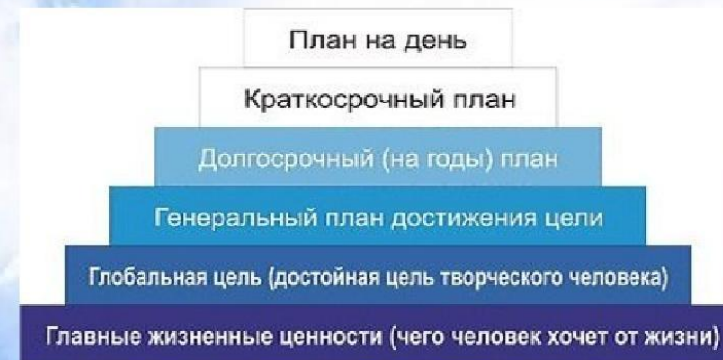 План на день
Краткосрочный план
Долгосрочный (на годы) план
Генеральный план достижения цели
Глобальная цель (достойная цель творческого человека)
Главные жизненные ценности (чего человек хочет от жизни)